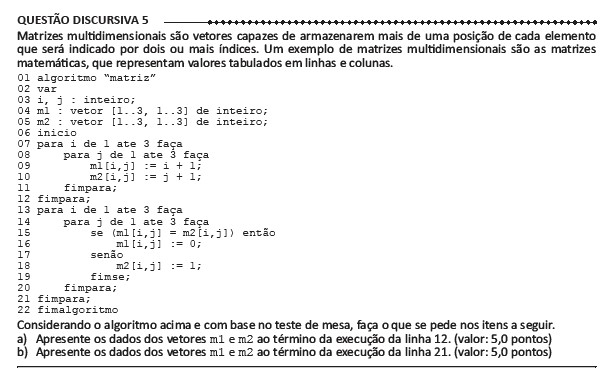 QUESTÃO DISCURSIVA 5
Matrizes multidimensionais são vetores capazes de armazenarem mais de uma posição de cada elemento
que será indicado por dois ou mais índices. Um exemplo de matrizes multidimensionais são as matrizes
matemáticas, que representam valores tabulados em linhas e colunas.
01 algoritmo "matriz"
02 var
03 i, j : inteiro;
04 m1 : vetor [1..3, 1..3] de inteiro;
05 m2 : vetor [1..3, 1..3] de inteiro;
06 inicio
07 para i de 1 ate 3 faça
08     para j de 1 ate 3 faça
09         m1[i,j] := i + 1;
10         m2[i,j] := j + 1;
11     fimpara;
12 fimpara;
13 para i de 1 ate 3 faça
14     para j de 1 ate 3 faça
15         se (m1[i,j] = m2[i,j]) então
16             m1[i,j] := 0;
17         senão
18             m2[i,j] := 1;
19         fimse;
20     fimpara;
21 fimpara;
22 fimalgoritmo
Considerando o algoritmo acima e com base no teste de mesa, faça o que se pede nos itens a seguir.
a) Apresente os dados dos vetores m1 e m2 ao término da execução da linha 12. (valor: 5,0 pontos)
b) Apresente os dados dos vetores m1 e m2 ao término da execução da linha 21. (valor: 5,0 pontos)